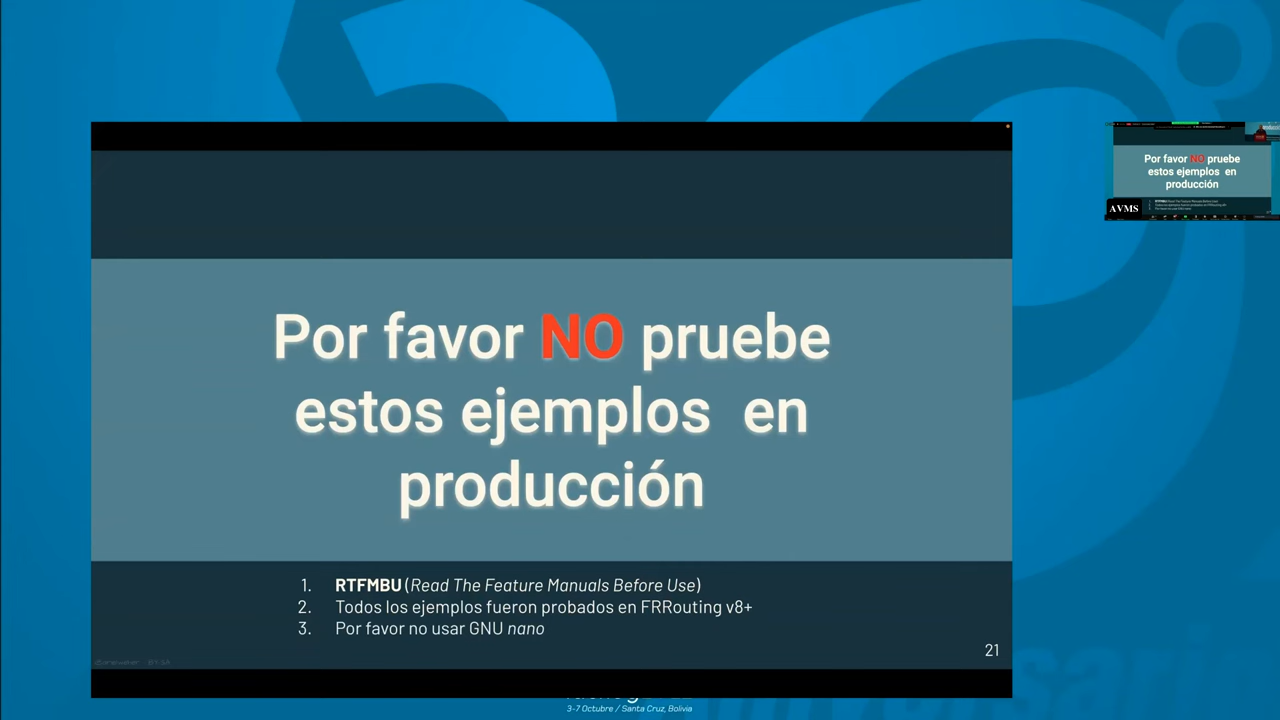 Por favor NO pruebe
estos ejemplos en
producción
1. RTFMBU (Read The Feature Manuals Before Use)
2. Todos los ejemplos fueron probados en FRRouting v8+
3. Por favor no usar GNU nano
21
Por favor NO pruebe
estos ejemplos en
producción
AVMS
3-7 Octubre / Santa Cruz, Bolivia